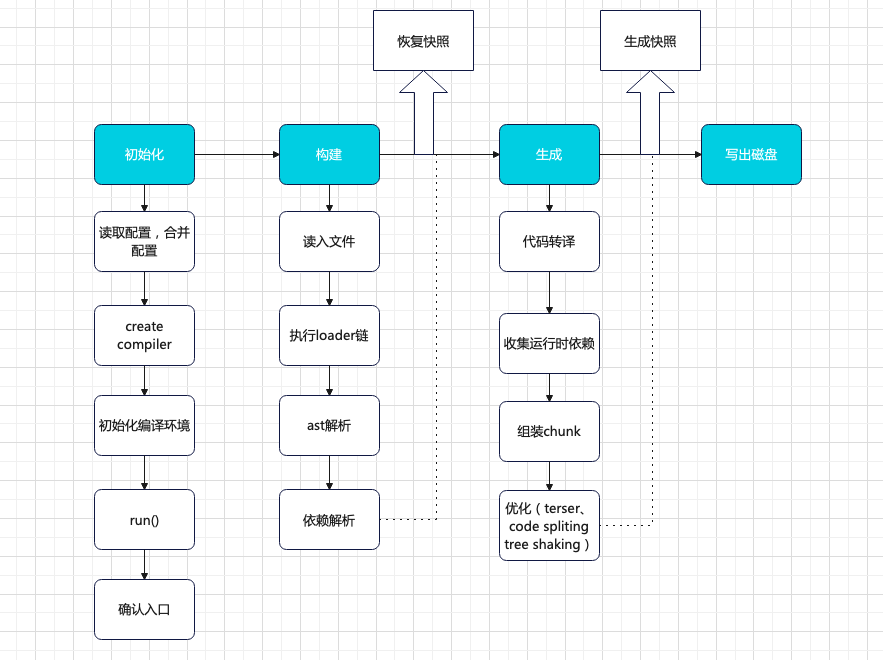 恢复快照
生成快照
初始化
构建
生成
写出磁盘
读取配置，合并
配置
读入文件
代码转译
create
compiler
执行loader链
收集运行时依赖
初始化编译环境
ast解析
组装chunk
run()
依赖解析
优化（terser、
code spliting
tree shaking）
确认入口